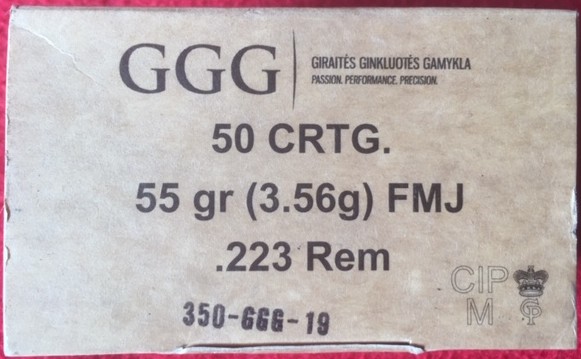 GGG
GIRAITĖS GINKLUOTĖS GAMYKLA
PASSION. PERFORMANCE. PRECISION.
50 CRTG.
55 gr (3.56g) FMJ
.223 Rem
CIP
M
GP
350-GGG-19